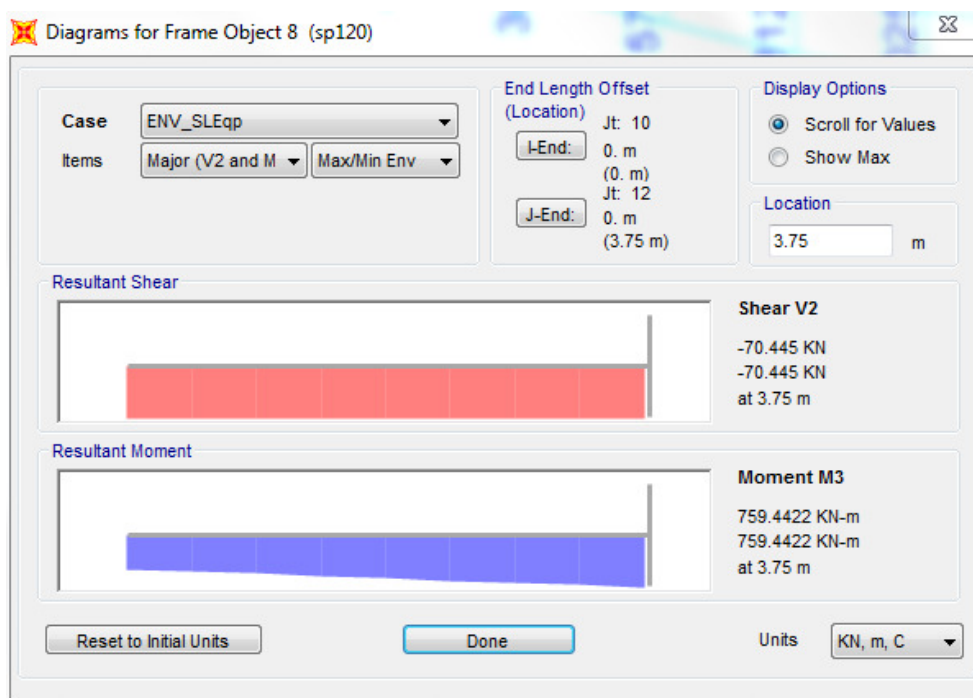 Diagrams for Frame Object 8 (sp120)
Case
ENV_SLEqp
Items
Major (V2 and M
Max/Min Env
End Length Offset
(Location)
I-End:
Jt: 10
0. m
(0. m)
J-End:
Jt: 12
0. m
(3.75 m)
Display Options
Scroll for Values
Show Max
Location
3.75
m
Resultant Shear
Shear V2
-70.445 KN
-70.445 KN
at 3.75 m
Resultant Moment
Moment M3
759.4422 KN-m
759.4422 KN-m
at 3.75 m
Reset to Initial Units
Done
Units
KN, m, C